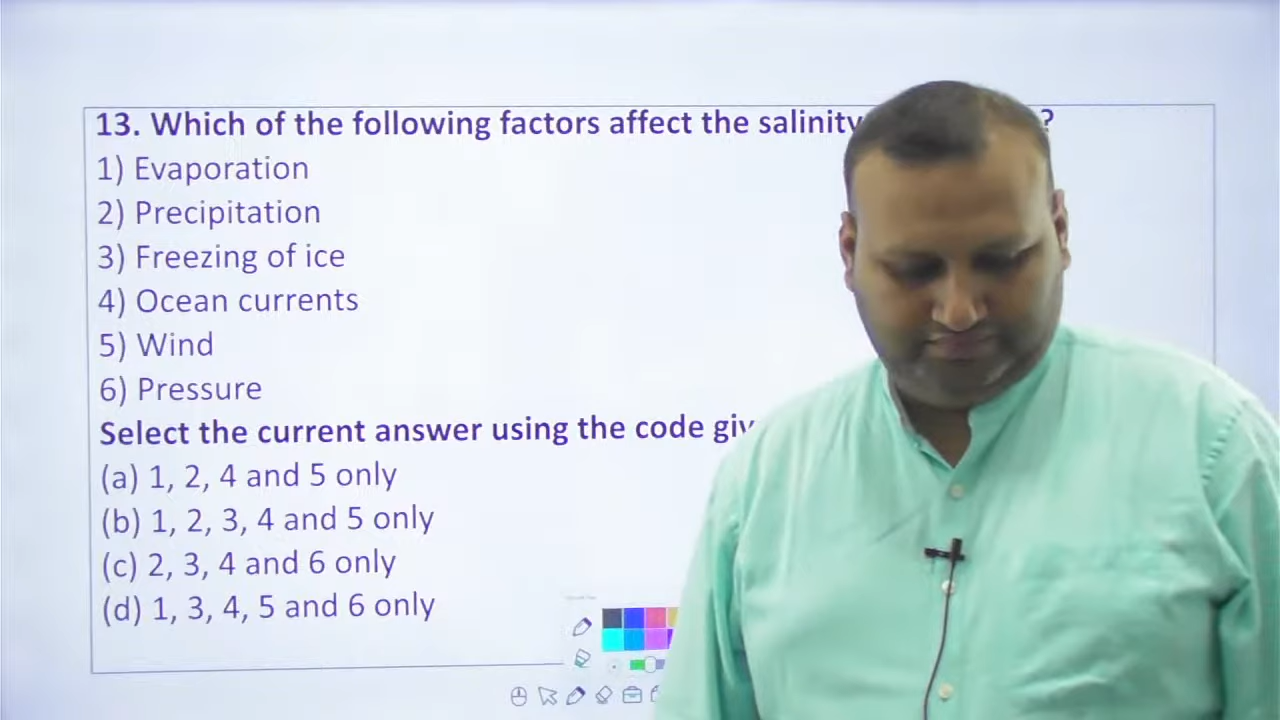 13. Which of the following factors affect the salinity ?
1) Evaporation
2) Precipitation
3) Freezing of ice
4) Ocean currents
5) Wind
6) Pressure
Select the current answer using the code
(a) 1, 2, 4 and 5 only
(b) 1, 2, 3, 4 and 5 only
(c) 2, 3, 4 and 6 only
(d) 1, 3, 4, 5 and 6 only